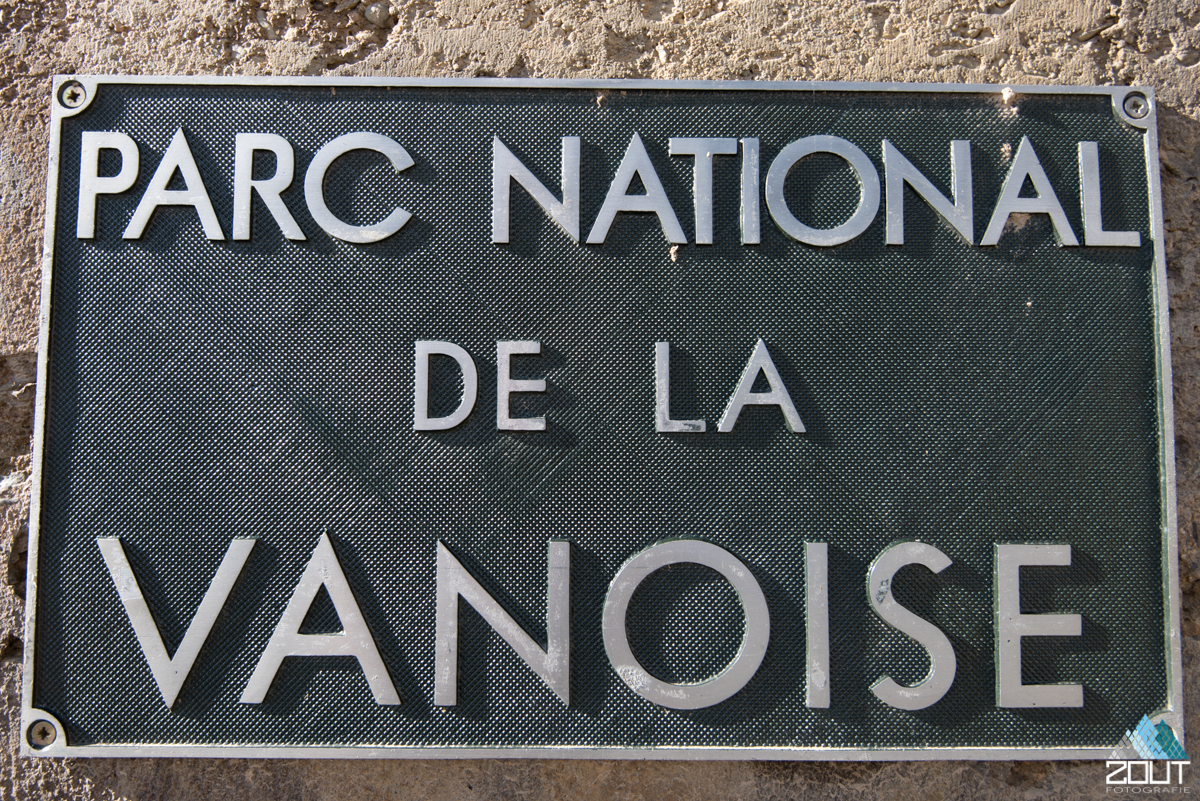 PARC NATIONAL
DE LA
VANOISE
ZOUT
FOTOGRAFIE